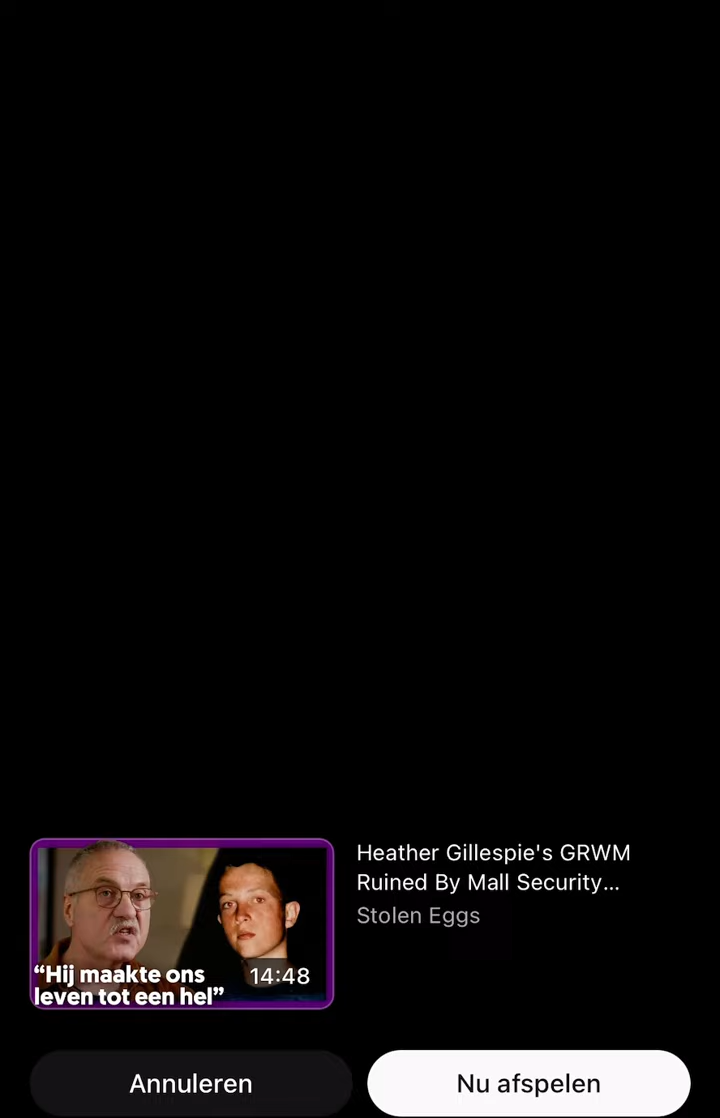 Heather Gillespie's GRWM
Ruined By Mall Security...
Stolen Eggs
“Hij maakte ons
leven tot een hel”
14:48
Annuleren
Nu afspelen